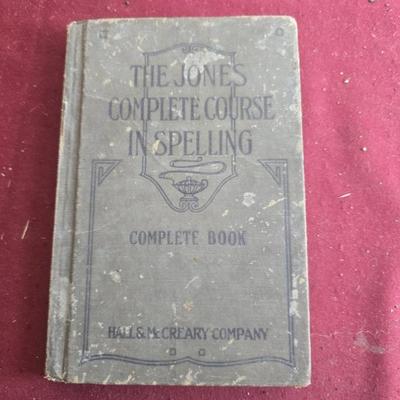 THE JONES
COMPLETE COURSE
IN SPELLING
COMPLETE BOOK
HALL & McCREARY COMPANY